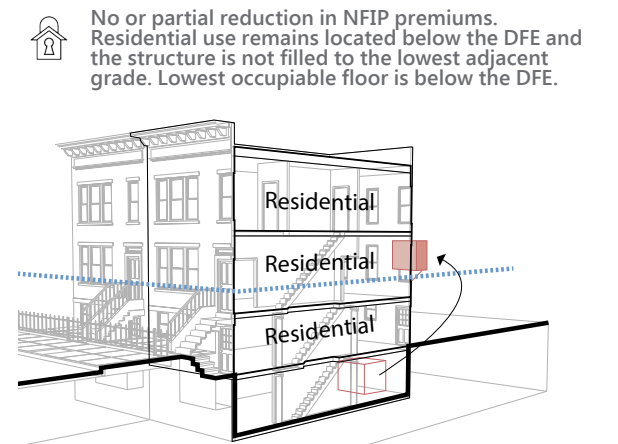 No or partial reduction in NFIP premiums.
Residential use remains located below the DFE and
the structure is not filled to the lowest adjacent
grade. Lowest occupiable floor is below the DFE.
Residential
Residential
Residential